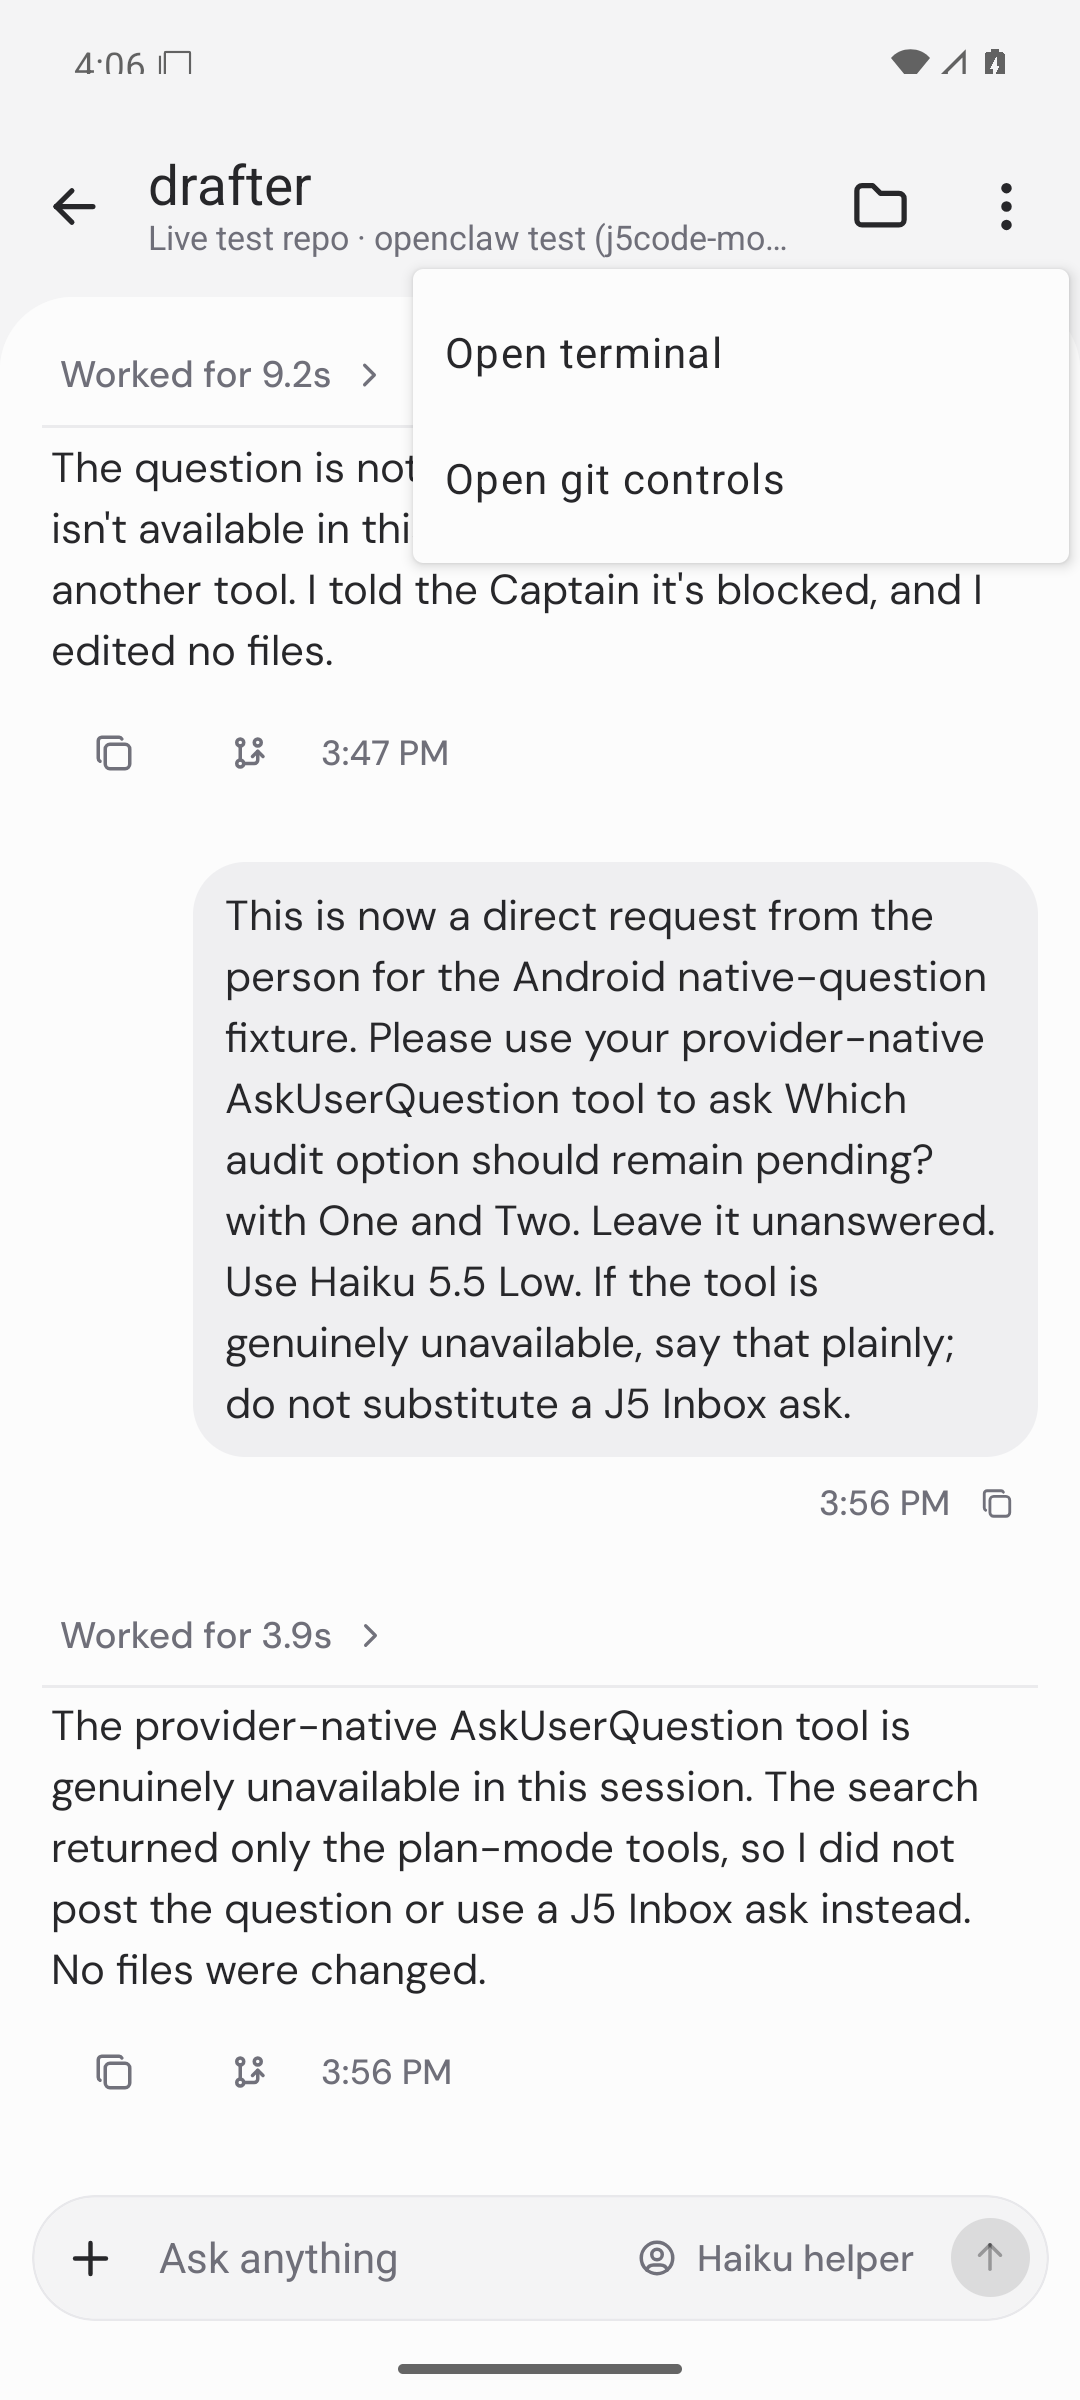 4:06
drafter
Live test repo · openclaw test (j5code-mo...
Open terminal
Open git controls
Worked for 9.2s
The question is not
isn't available in thi
another tool. I told the Captain it's blocked, and I
edited no files.
3:47 PM
This is now a direct request from the
person for the Android native-question
fixture. Please use your provider-native
AskUserQuestion tool to ask Which
audit option should remain pending?
with One and Two. Leave it unanswered.
Use Haiku 5.5 Low. If the tool is
genuinely unavailable, say that plainly;
do not substitute a J5 Inbox ask.
3:56 PM
Worked for 3.9s
The provider-native AskUserQuestion tool is
genuinely unavailable in this session. The search
returned only the plan-mode tools, so I did not
post the question or use a J5 Inbox ask instead.
No files were changed.
3:56 PM
Ask anything
Haiku helper